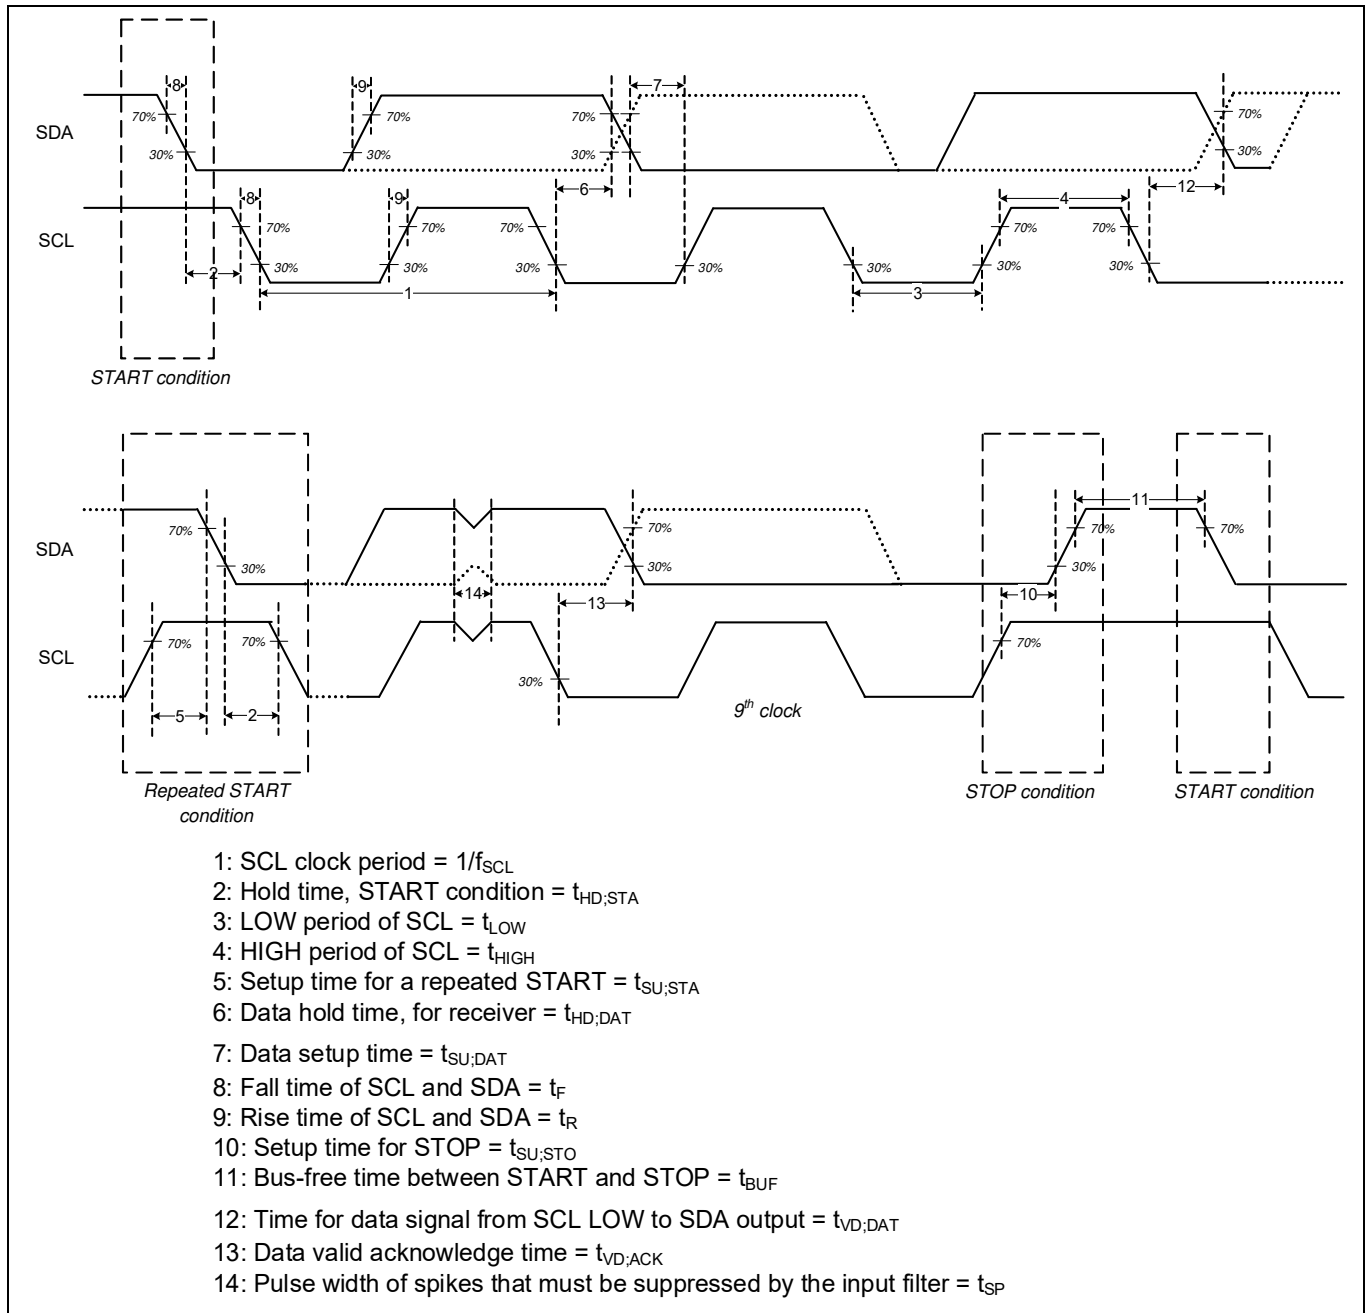 8 9 7
SDA 70% 30% 70% 30% 70% 30% 70% 30%
6 12
8 9 4
SCL 70% 30% 70% 30% 70% 30% 30% 30% 70% 30% 70% 30%
2 1 3
START condition
11
SDA 70% 30% 70% 30% 70% 30% 70%
14 13 10
SCL 70% 70% 30% 70%
5 2 9th clock
Repeated START
condition
STOP condition START condition
1: SCL clock period = 1/fSCL
2: Hold time, START condition = tHD;STA
3: LOW period of SCL = tLOW
4: HIGH period of SCL = tHIGH
5: Setup time for a repeated START = tSU;STA
6: Data hold time, for receiver = tHD;DAT
7: Data setup time = tSU;DAT
8: Fall time of SCL and SDA = tF
9: Rise time of SCL and SDA = tR
10: Setup time for STOP = tSU;STO
11: Bus-free time between START and STOP = tBUF
12: Time for data signal from SCL LOW to SDA output = tVD;DAT
13: Data valid acknowledge time = tVD;ACK
14: Pulse width of spikes that must be suppressed by the input filter = tSP